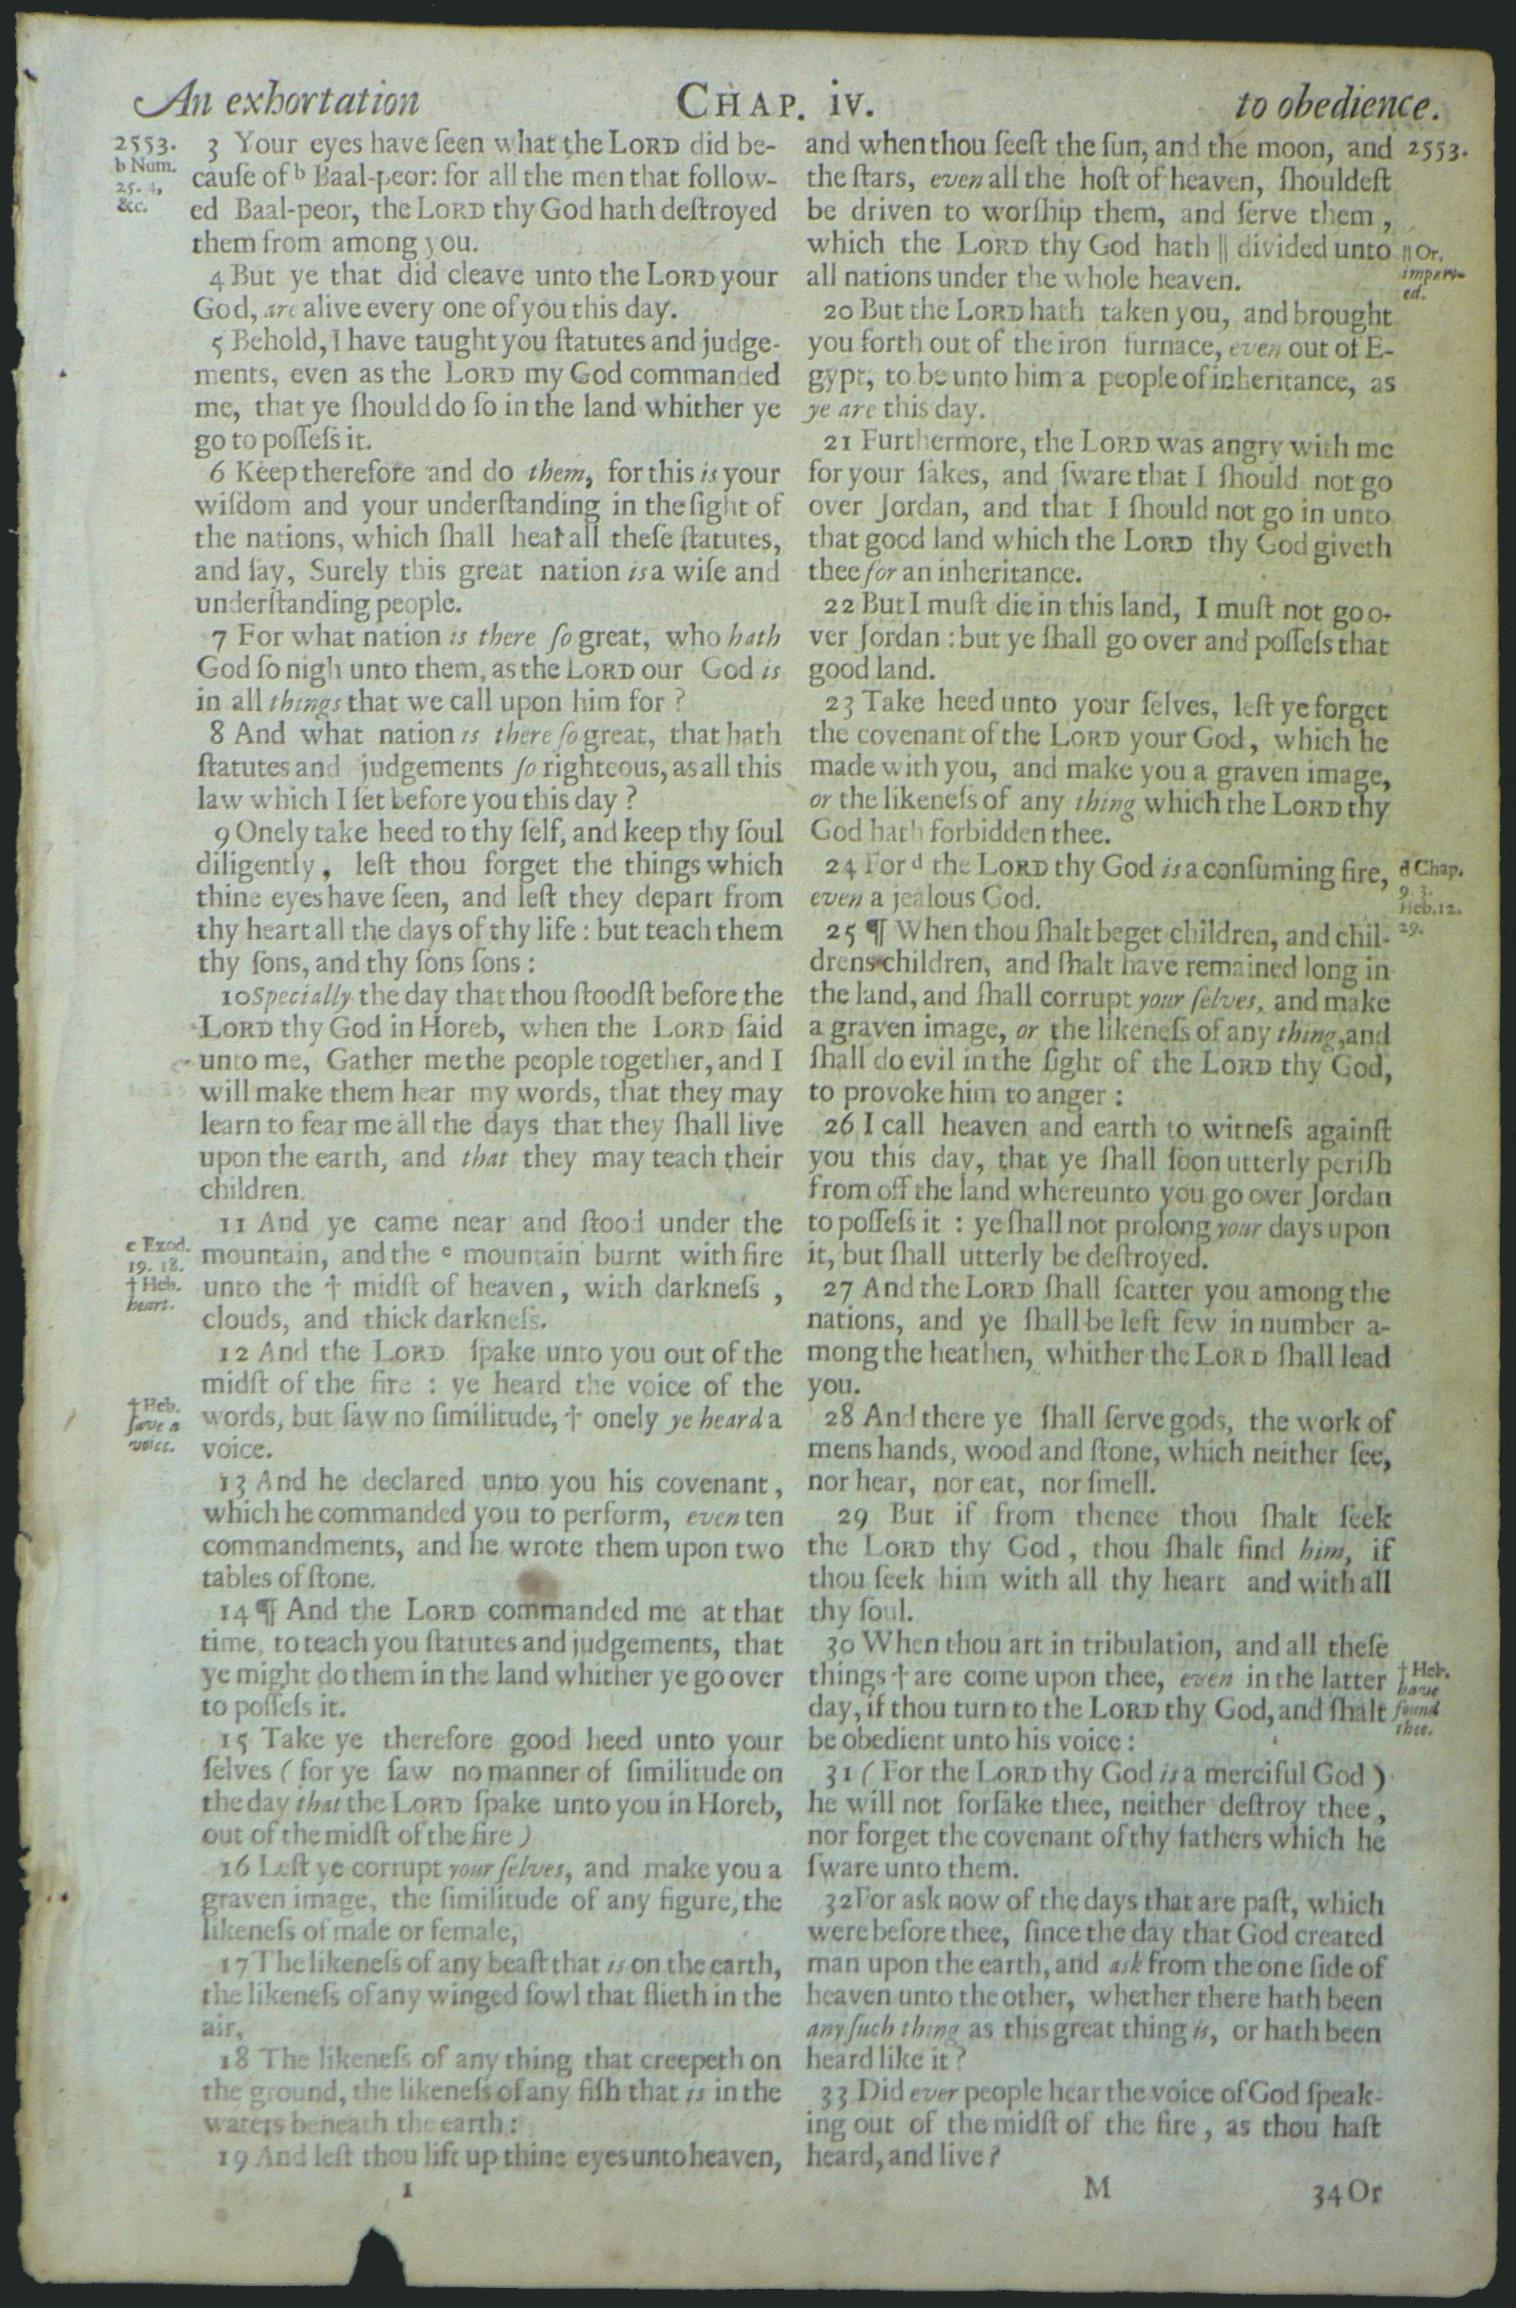 An exhortation
CHAP. iv.
to obedience.
2553.
b Num.
25. 4,
&c.
3 Your eyes have ſeen what the LORD did be-
cauſe of b Baal-peor: for all the men that follow-
ed Baal-peor, the LORD thy God hath deſtroyed
them from among you.
4 But ye that did cleave unto the LORD your
God, are alive every one of you this day.
5 Behold, I have taught you ſtatutes and judge-
ments, even as the LORD my God commanded
me, that ye ſhould do ſo in the land whither ye
go to poſſeſs it.
6 Keep therefore and do them, for this is your
wiſdom and your underſtanding in the ſight of
the nations, which ſhall hear all theſe ſtatutes,
and ſay, Surely this great nation is a wiſe and
underſtanding people.
7 For what nation is there ſo great, who hath
God ſo nigh unto them, as the LORD our God is
in all things that we call upon him for ?
8 And what nation is there ſo great, that hath
ſtatutes and judgements ſo righteous, as all this
law which I ſet before you this day ?
9 Onely take heed to thy ſelf, and keep thy ſoul
diligently, leſt thou forget the things which
thine eyes have ſeen, and leſt they depart from
thy heart all the days of thy life : but teach them
thy ſons, and thy ſons ſons :
10 Specially the day that thou ſtoodſt before the
LORD thy God in Horeb, when the LORD ſaid
unto me, Gather me the people together, and I
will make them hear my words, that they may
learn to fear me all the days that they ſhall live
upon the earth, and that they may teach their
children.
11 And ye came near and ſtood under the
mountain, and the c mountain burnt with fire
unto the † midſt of heaven, with darkneſs,
clouds, and thick darkneſs.
c Exod.
19. 18.
† Heb.
heart.
12 And the LORD ſpake unto you out of the
midſt of the fire : ye heard the voice of the
words, but ſaw no ſimilitude, † onely ye heard a
voice.
† Heb.
ſave a
voice.
13 And he declared unto you his covenant,
which he commanded you to perform, even ten
commandments, and he wrote them upon two
tables of ſtone.
14 ¶ And the LORD commanded me at that
time, to teach you ſtatutes and judgements, that
ye might do them in the land whither ye go over
to poſſeſs it.
15 Take ye therefore good heed unto your
ſelves ( for ye ſaw no manner of ſimilitude on
the day that the LORD ſpake unto you in Horeb,
out of the midſt of the fire )
16 Leſt ye corrupt your ſelves, and make you a
graven image, the ſimilitude of any figure, the
likeneſs of male or female,
17 The likeneſs of any beaſt that is on the earth,
the likeneſs of any winged fowl that flieth in the
air,
18 The likeneſs of any thing that creepeth on
the ground, the likeneſs of any fiſh that is in the
waters beneath the earth :
19 And leſt thou lift up thine eyes unto heaven,
1
and when thou ſeeſt the ſun, and the moon, and
the ſtars, even all the hoſt of heaven, ſhouldeſt
be driven to worſhip them, and ſerve them,
which the LORD thy God hath || divided unto
all nations under the whole heaven.
2553.
|| Or,
impart-
ed.
20 But the LORD hath taken you, and brought
you forth out of the iron furnace, even out of E-
gypt, to be unto him a people of inheritance, as
ye are this day.
21 Furthermore, the LORD was angry with me
for your ſakes, and ſware that I ſhould not go
over Jordan, and that I ſhould not go in unto
that good land which the LORD thy God giveth
thee for an inheritance.
22 But I muſt die in this land, I muſt not go o-
ver Jordan : but ye ſhall go over and poſſeſs that
good land.
23 Take heed unto your ſelves, leſt ye forget
the covenant of the LORD your God, which he
made with you, and make you a graven image,
or the likeneſs of any thing which the LORD thy
God hath forbidden thee.
24 For d the LORD thy God is a conſuming fire,
even a jealous God.
d Chap.
9. 3.
Heb. 12.
29.
25 ¶ When thou ſhalt beget children, and chil-
drens children, and ſhalt have remained long in
the land, and ſhall corrupt your ſelves, and make
a graven image, or the likeneſs of any thing, and
ſhall do evil in the ſight of the LORD thy God,
to provoke him to anger :
26 I call heaven and earth to witneſs againſt
you this day, that ye ſhall ſoon utterly periſh
from off the land whereunto you go over Jordan
to poſſeſs it : ye ſhall not prolong your days upon
it, but ſhall utterly be deſtroyed.
27 And the LORD ſhall ſcatter you among the
nations, and ye ſhall be left few in number a-
mong the heathen, whither the LORD ſhall lead
you.
28 And there ye ſhall ſerve gods, the work of
mens hands, wood and ſtone, which neither ſee,
nor hear, nor eat, nor ſmell.
29 But if from thence thou ſhalt ſeek
the LORD thy God, thou ſhalt find him, if
thou ſeek him with all thy heart and with all
thy ſoul.
30 When thou art in tribulation, and all theſe
things † are come upon thee, even in the latter
day, if thou turn to the LORD thy God, and ſhalt
be obedient unto his voice :
† Heb.
have
found
thee.
31 ( For the LORD thy God is a merciful God )
he will not forſake thee, neither deſtroy thee,
nor forget the covenant of thy fathers which he
ſware unto them.
32 For ask now of the days that are paſt, which
were before thee, ſince the day that God created
man upon the earth, and ask from the one ſide of
heaven unto the other, whether there hath been
any ſuch thing as this great thing is, or hath been
heard like it ?
33 Did ever people hear the voice of God ſpeak-
ing out of the midſt of the fire, as thou haſt
heard, and live ?
M
34 Or